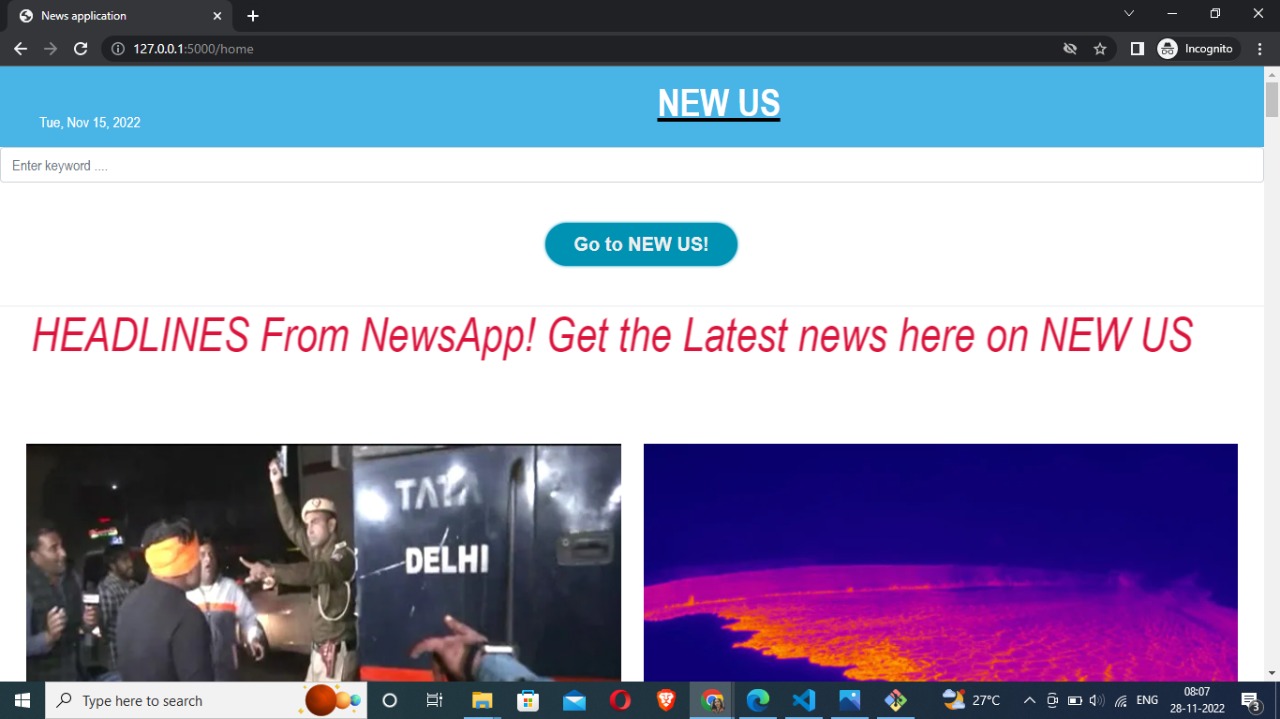 News application
127.0.0.1:5000/home
Incognito
NEW US
Tue, Nov 15, 2022
Enter keyword ....
Go to NEW US!
HEADLINES From NewsApp! Get the Latest news here on NEW US
TATA
DELHI
Type here to search
27°C
ENG
08:07
28-11-2022
3